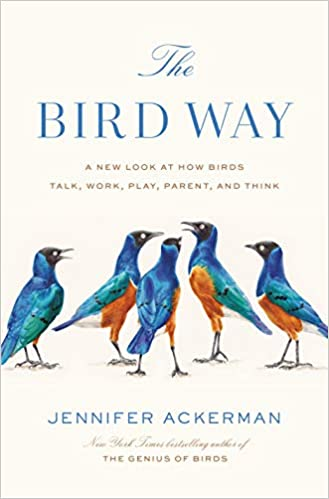 The
BIRD WAY
A NEW LOOK AT HOW BIRDS
TALK, WORK, PLAY, PARENT, AND THINK
JENNIFER ACKERMAN
New York Times bestselling author of
THE GENIUS OF BIRDS